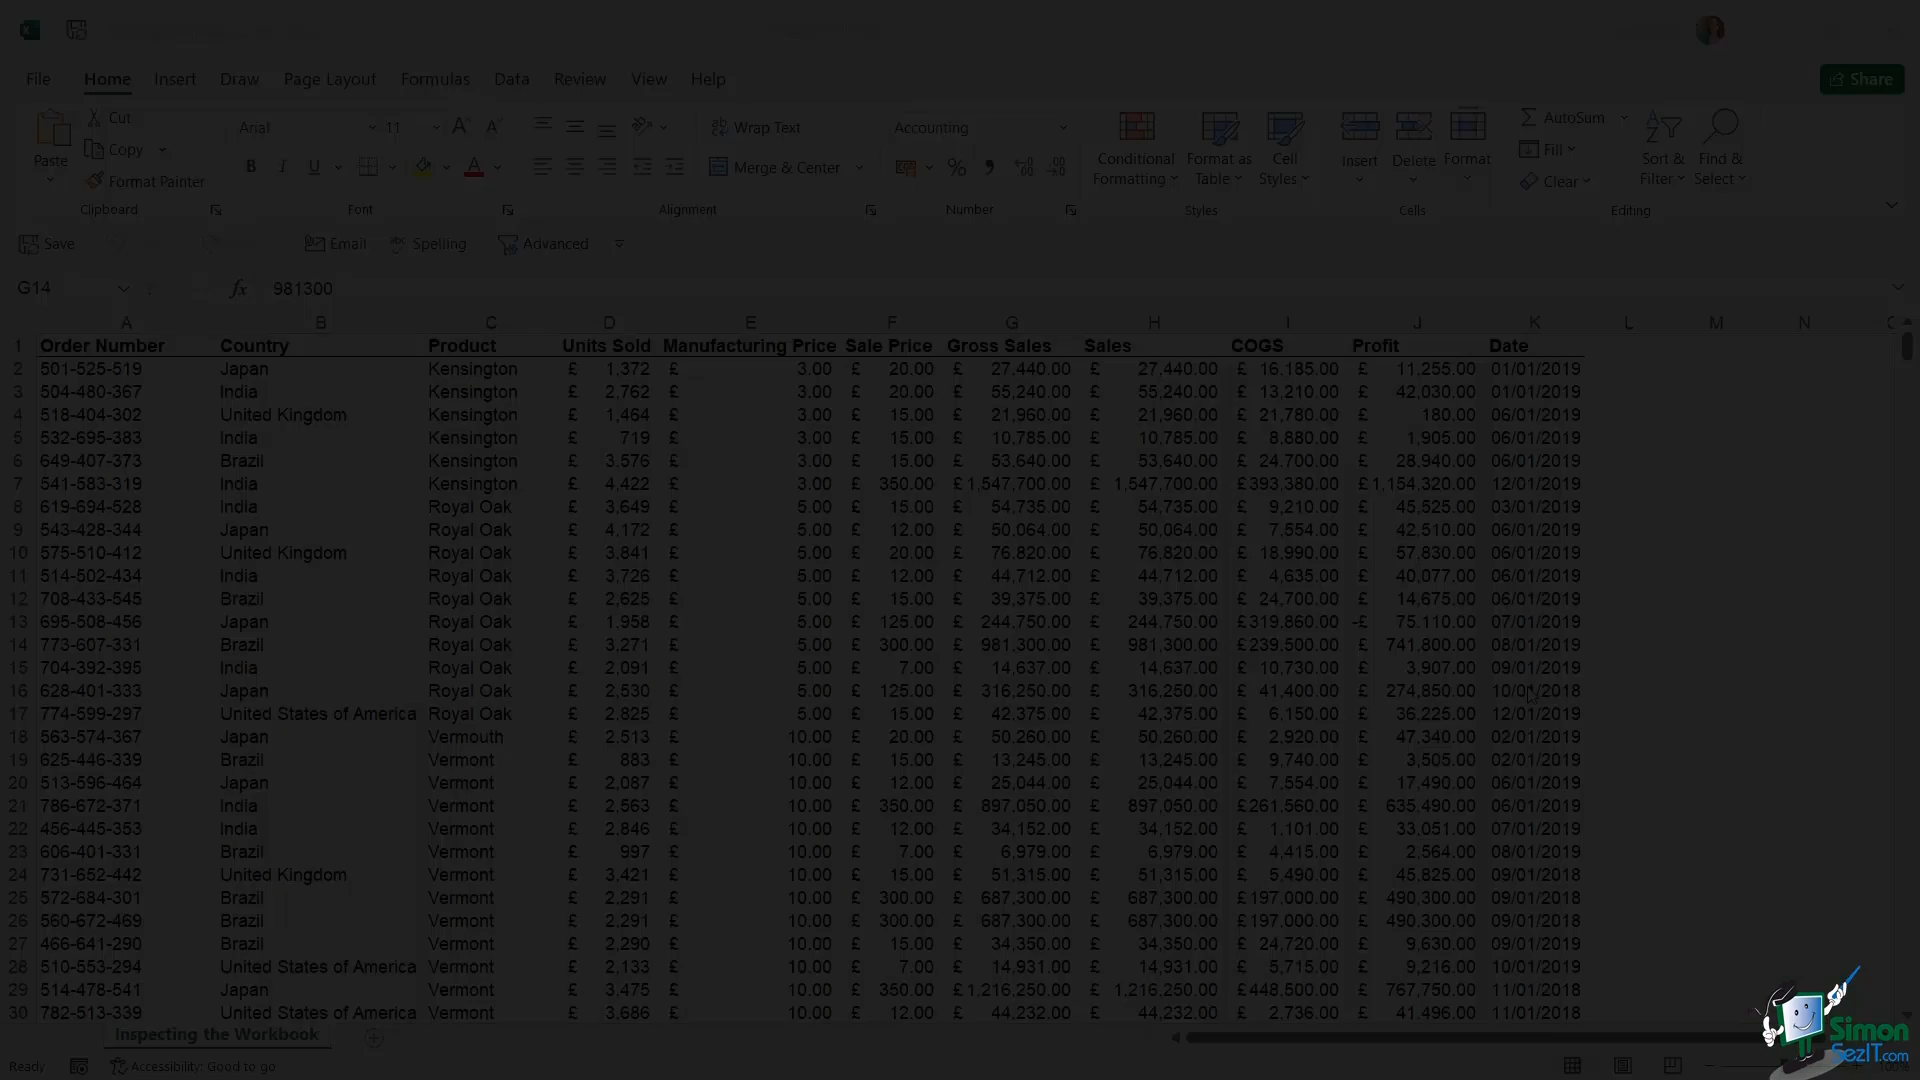 File Home Insert Draw Page Layout Formulas Data Review View Help Share
Paste Cut Copy Format Painter Arial 11 Wrap Text Merge & Center Accounting Conditional Formatting Format as Table Cell Styles Insert Delete Format AutoSum Fill Clear Sort & Filter Find & Select
Clipboard Font Alignment Number Styles Cells Editing
Save Email Spelling Advanced
G14 fx 981300
A B C D E F G H I J K L M N
1 Order Number Country Product Units Sold Manufacturing Price Sale Price Gross Sales Sales COGS Profit Date
2 501-525-519 Japan Kensington £ 1,372 £ 3.00 £ 20.00 £ 27,440.00 £ 27,440.00 £ 16,185.00 £ 11,255.00 01/01/2019
3 504-480-367 India Kensington £ 2,762 £ 3.00 £ 20.00 £ 55,240.00 £ 55,240.00 £ 13,210.00 £ 42,030.00 01/01/2019
4 518-404-302 United Kingdom Kensington £ 1,464 £ 3.00 £ 15.00 £ 21,960.00 £ 21,960.00 £ 21,780.00 £ 180.00 06/01/2019
5 532-695-383 India Kensington £ 719 £ 3.00 £ 15.00 £ 10,785.00 £ 10,785.00 £ 8,880.00 £ 1,905.00 06/01/2019
6 649-407-373 Brazil Kensington £ 3,576 £ 3.00 £ 15.00 £ 53,640.00 £ 53,640.00 £ 24,700.00 £ 28,940.00 06/01/2019
7 541-583-319 India Kensington £ 4,422 £ 3.00 £ 350.00 £ 1,547,700.00 £ 1,547,700.00 £ 393,380.00 £ 1,154,320.00 12/01/2019
8 619-694-528 India Royal Oak £ 3,649 £ 5.00 £ 15.00 £ 54,735.00 £ 54,735.00 £ 9,210.00 £ 45,525.00 03/01/2019
9 543-428-344 Japan Royal Oak £ 4,172 £ 5.00 £ 12.00 £ 50,064.00 £ 50,064.00 £ 7,554.00 £ 42,510.00 06/01/2019
10 575-510-412 United Kingdom Royal Oak £ 3,841 £ 5.00 £ 20.00 £ 76,820.00 £ 76,820.00 £ 18,990.00 £ 57,830.00 06/01/2019
11 514-502-434 India Royal Oak £ 3,726 £ 5.00 £ 12.00 £ 44,712.00 £ 44,712.00 £ 4,635.00 £ 40,077.00 06/01/2019
12 708-433-545 Brazil Royal Oak £ 2,625 £ 5.00 £ 15.00 £ 39,375.00 £ 39,375.00 £ 24,700.00 £ 14,675.00 06/01/2019
13 695-508-456 Japan Royal Oak £ 1,958 £ 5.00 £ 125.00 £ 244,750.00 £ 244,750.00 £ 319,860.00 -£ 75,110.00 07/01/2019
14 773-607-331 Brazil Royal Oak £ 3,271 £ 5.00 £ 300.00 £ 981,300.00 £ 981,300.00 £ 239,500.00 £ 741,800.00 08/01/2019
15 704-392-395 India Royal Oak £ 2,091 £ 5.00 £ 7.00 £ 14,637.00 £ 14,637.00 £ 10,730.00 £ 3,907.00 09/01/2019
16 628-401-333 Japan Royal Oak £ 2,530 £ 5.00 £ 125.00 £ 316,250.00 £ 316,250.00 £ 41,400.00 £ 274,850.00 10/01/2018
17 774-599-297 United States of America Royal Oak £ 2,825 £ 5.00 £ 15.00 £ 42,375.00 £ 42,375.00 £ 6,150.00 £ 36,225.00 12/01/2019
18 563-574-367 Japan Vermouth £ 2,513 £ 10.00 £ 20.00 £ 50,260.00 £ 50,260.00 £ 2,920.00 £ 47,340.00 02/01/2019
19 625-446-339 Brazil Vermont £ 883 £ 10.00 £ 15.00 £ 13,245.00 £ 13,245.00 £ 9,740.00 £ 3,505.00 02/01/2019
20 513-596-464 Japan Vermont £ 2,087 £ 10.00 £ 12.00 £ 25,044.00 £ 25,044.00 £ 7,554.00 £ 17,490.00 06/01/2019
21 786-672-371 India Vermont £ 2,563 £ 10.00 £ 350.00 £ 897,050.00 £ 897,050.00 £ 261,560.00 £ 635,490.00 06/01/2019
22 456-445-353 India Vermont £ 2,846 £ 10.00 £ 12.00 £ 34,152.00 £ 34,152.00 £ 1,101.00 £ 33,051.00 07/01/2019
23 606-401-331 Brazil Vermont £ 997 £ 10.00 £ 7.00 £ 6,979.00 £ 6,979.00 £ 4,415.00 £ 2,564.00 08/01/2019
24 731-652-442 United Kingdom Vermont £ 3,421 £ 10.00 £ 15.00 £ 51,315.00 £ 51,315.00 £ 5,490.00 £ 45,825.00 09/01/2018
25 572-684-301 Brazil Vermont £ 2,291 £ 10.00 £ 300.00 £ 687,300.00 £ 687,300.00 £ 197,000.00 £ 490,300.00 09/01/2018
26 560-672-469 Brazil Vermont £ 2,291 £ 10.00 £ 300.00 £ 687,300.00 £ 687,300.00 £ 197,000.00 £ 490,300.00 09/01/2018
27 466-641-290 Brazil Vermont £ 2,290 £ 10.00 £ 15.00 £ 34,350.00 £ 34,350.00 £ 24,720.00 £ 9,630.00 09/01/2019
28 510-553-294 United States of America Vermont £ 2,133 £ 10.00 £ 7.00 £ 14,931.00 £ 14,931.00 £ 5,715.00 £ 9,216.00 10/01/2019
29 514-478-541 Japan Vermont £ 3,475 £ 10.00 £ 350.00 £ 1,216,250.00 £ 1,216,250.00 £ 448,500.00 £ 767,750.00 11/01/2018
30 782-513-339 United States of America Vermont £ 3,686 £ 10.00 £ 12.00 £ 44,232.00 £ 44,232.00 £ 2,736.00 £ 41,496.00 11/01/2018
Inspecting the Workbook
Ready Accessibility: Good to go 100%
Simon SezIT.com